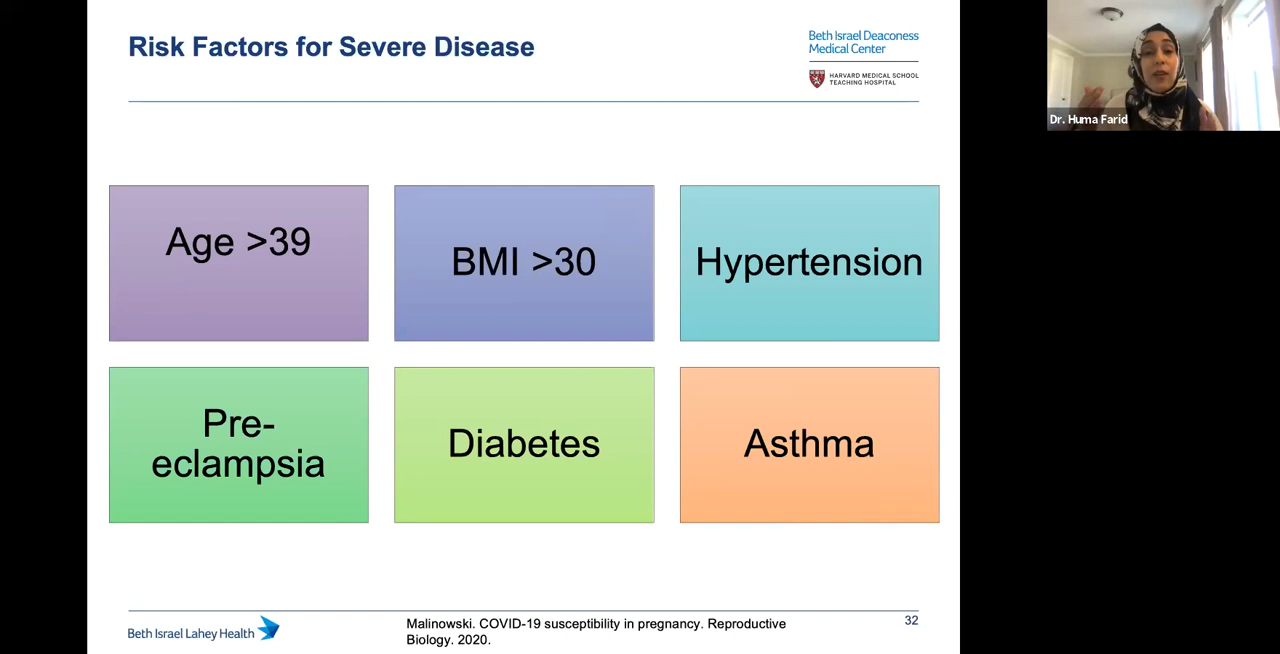 Risk Factors for Severe Disease
Beth Israel Deaconess
Medical Center
HARVARD MEDICAL SCHOOL
TEACHING HOSPITAL
Dr. Huma Farid
Age >39
BMI >30
Hypertension
Pre-
eclampsia
Diabetes
Asthma
Beth Israel Lahey Health
Malinowski. COVID-19 susceptibility in pregnancy. Reproductive
Biology. 2020.
32